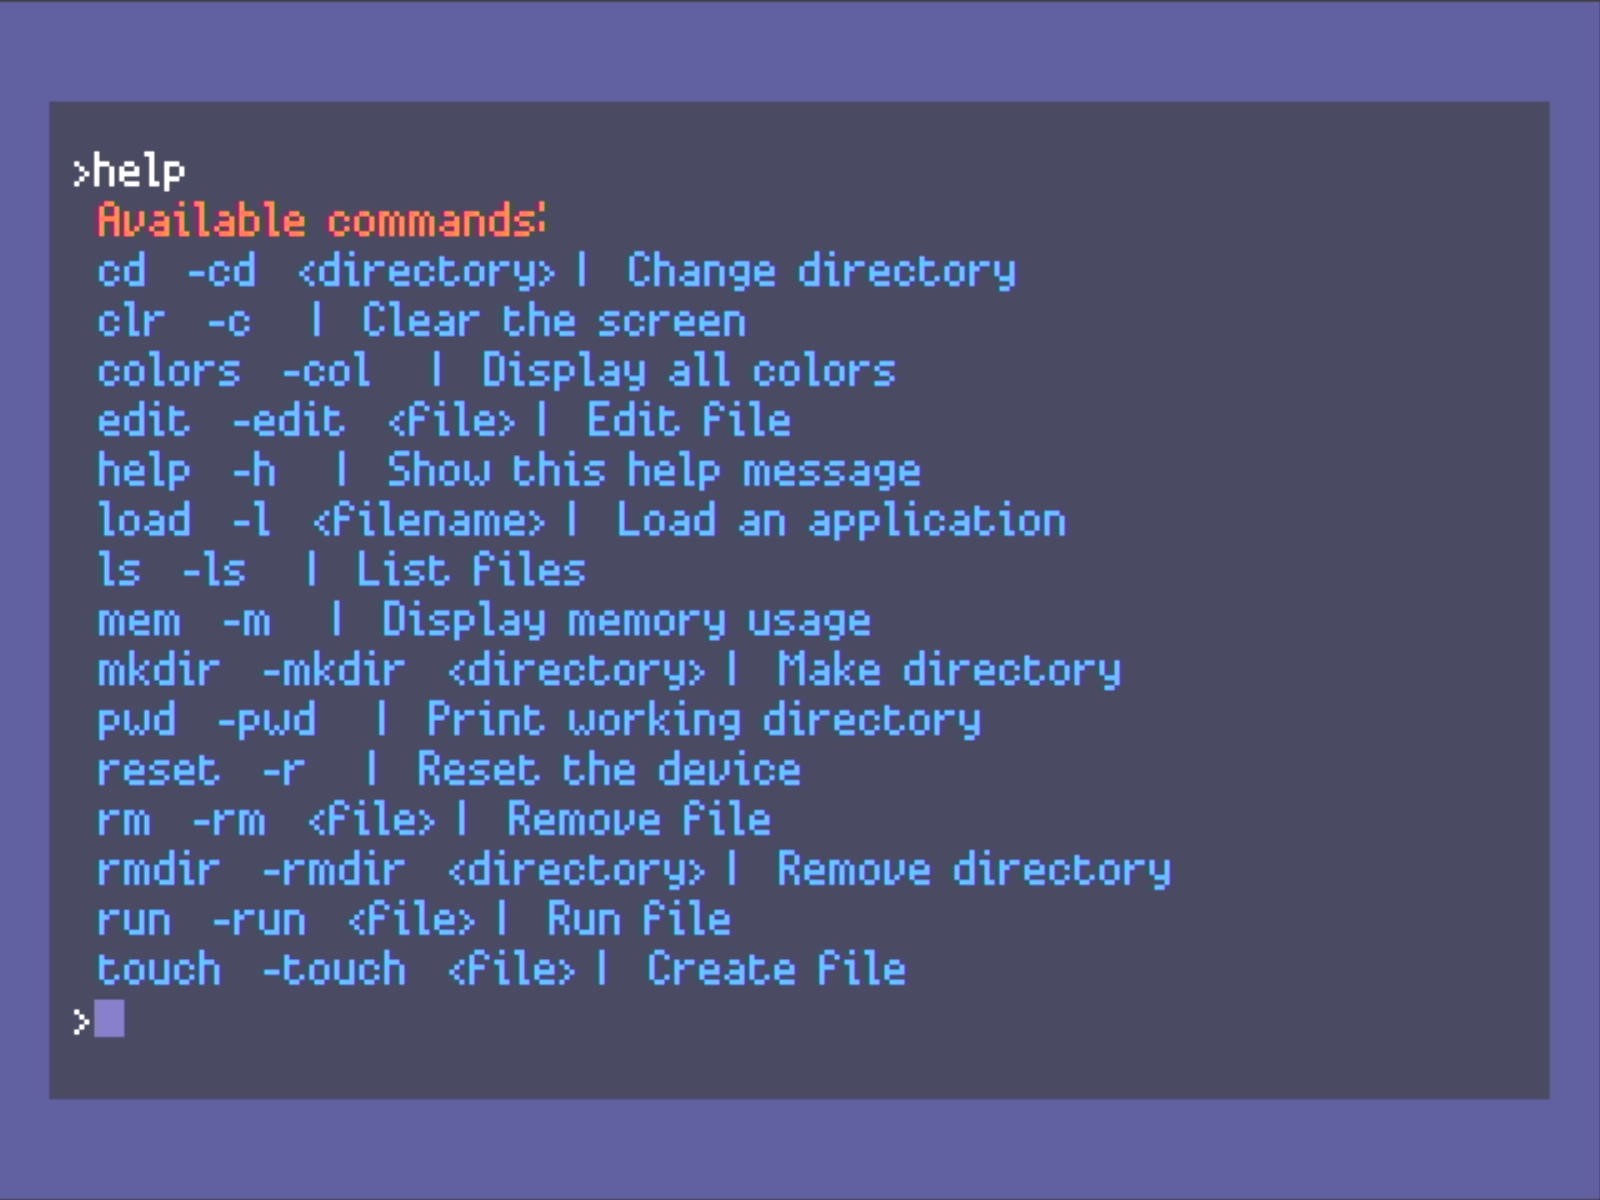 >help
Available commands:
cd -cd <directory> | Change directory
clr -c | Clear the screen
colors -col | Display all colors
edit -edit <file> | Edit file
help -h | Show this help message
load -l <filename> | Load an application
ls -ls | List files
mem -m | Display memory usage
mkdir -mkdir <directory> | Make directory
pwd -pwd | Print working directory
reset -r | Reset the device
rm -rm <file> | Remove file
rmdir -rmdir <directory> | Remove directory
run -run <file> | Run file
touch -touch <file> | Create file
>